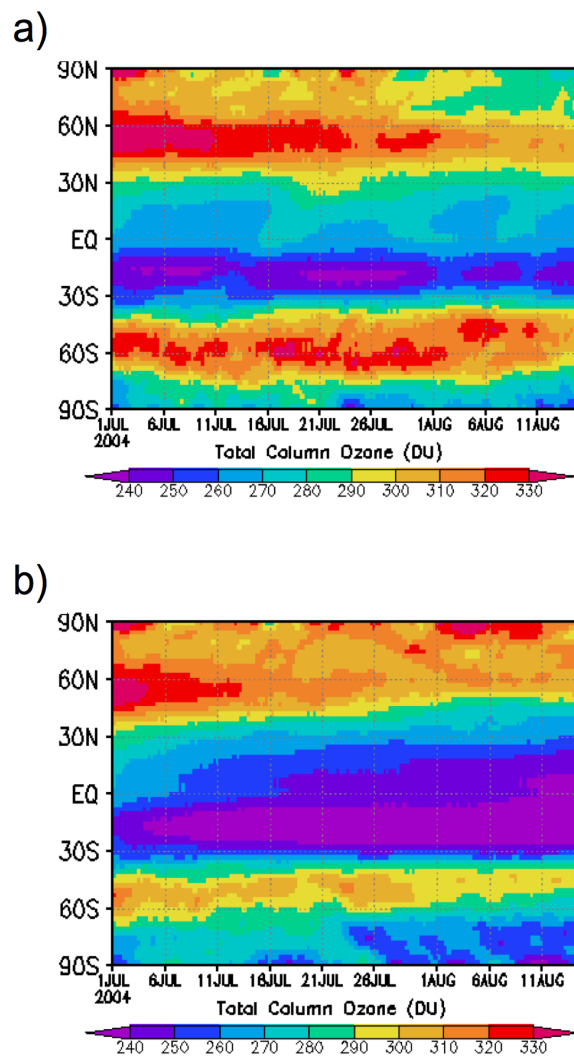 a)
90N
60N
30N
EQ
30S
60S
90S
1JUL 6JUL 11JUL 16JUL 21JUL 26JUL 1AUG 6AUG 11AUG
2004
Total Column Ozone (DU)
240 250 260 270 280 290 300 310 320 330
b)
90N
60N
30N
EQ
30S
60S
90S
1JUL 6JUL 11JUL 16JUL 21JUL 26JUL 1AUG 6AUG 11AUG
2004
Total Column Ozone (DU)
240 250 260 270 280 290 300 310 320 330